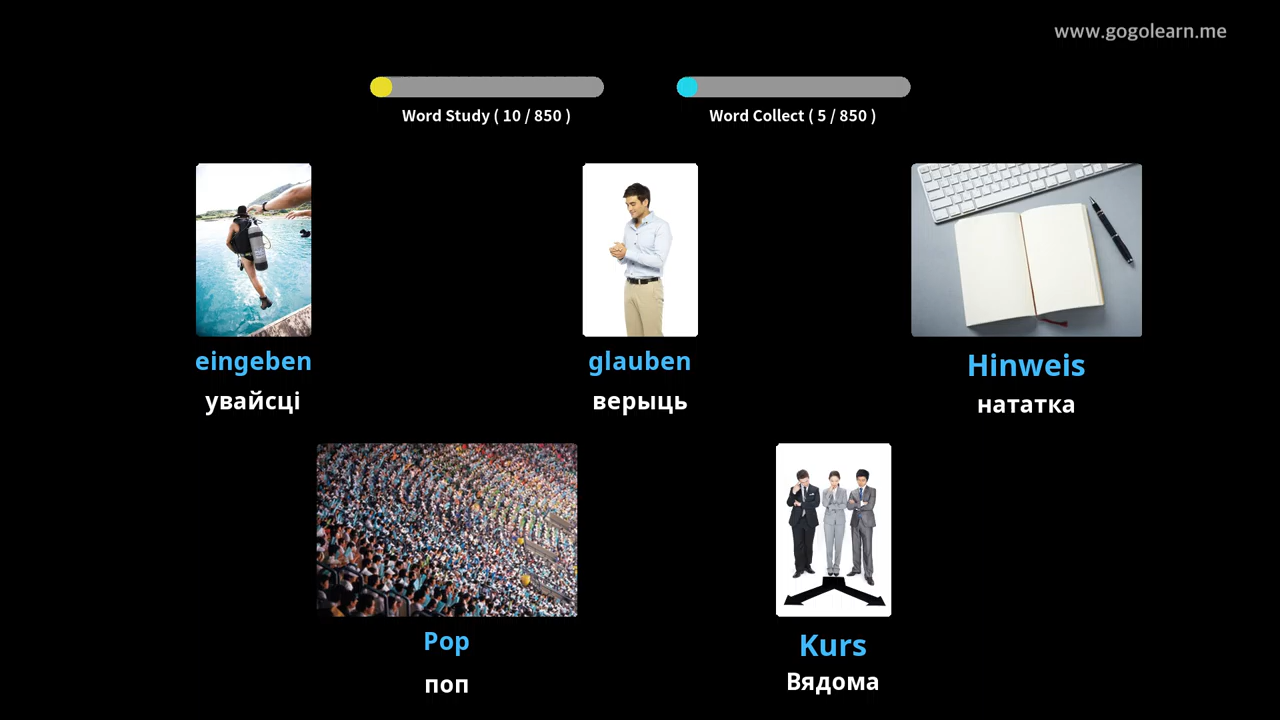 www.gogolearn.me
Word Study ( 10 / 850 )
Word Collect ( 5 / 850 )
eingeben
увайсці
glauben
верыць
Hinweis
нататка
Pop
поп
Kurs
Вядома